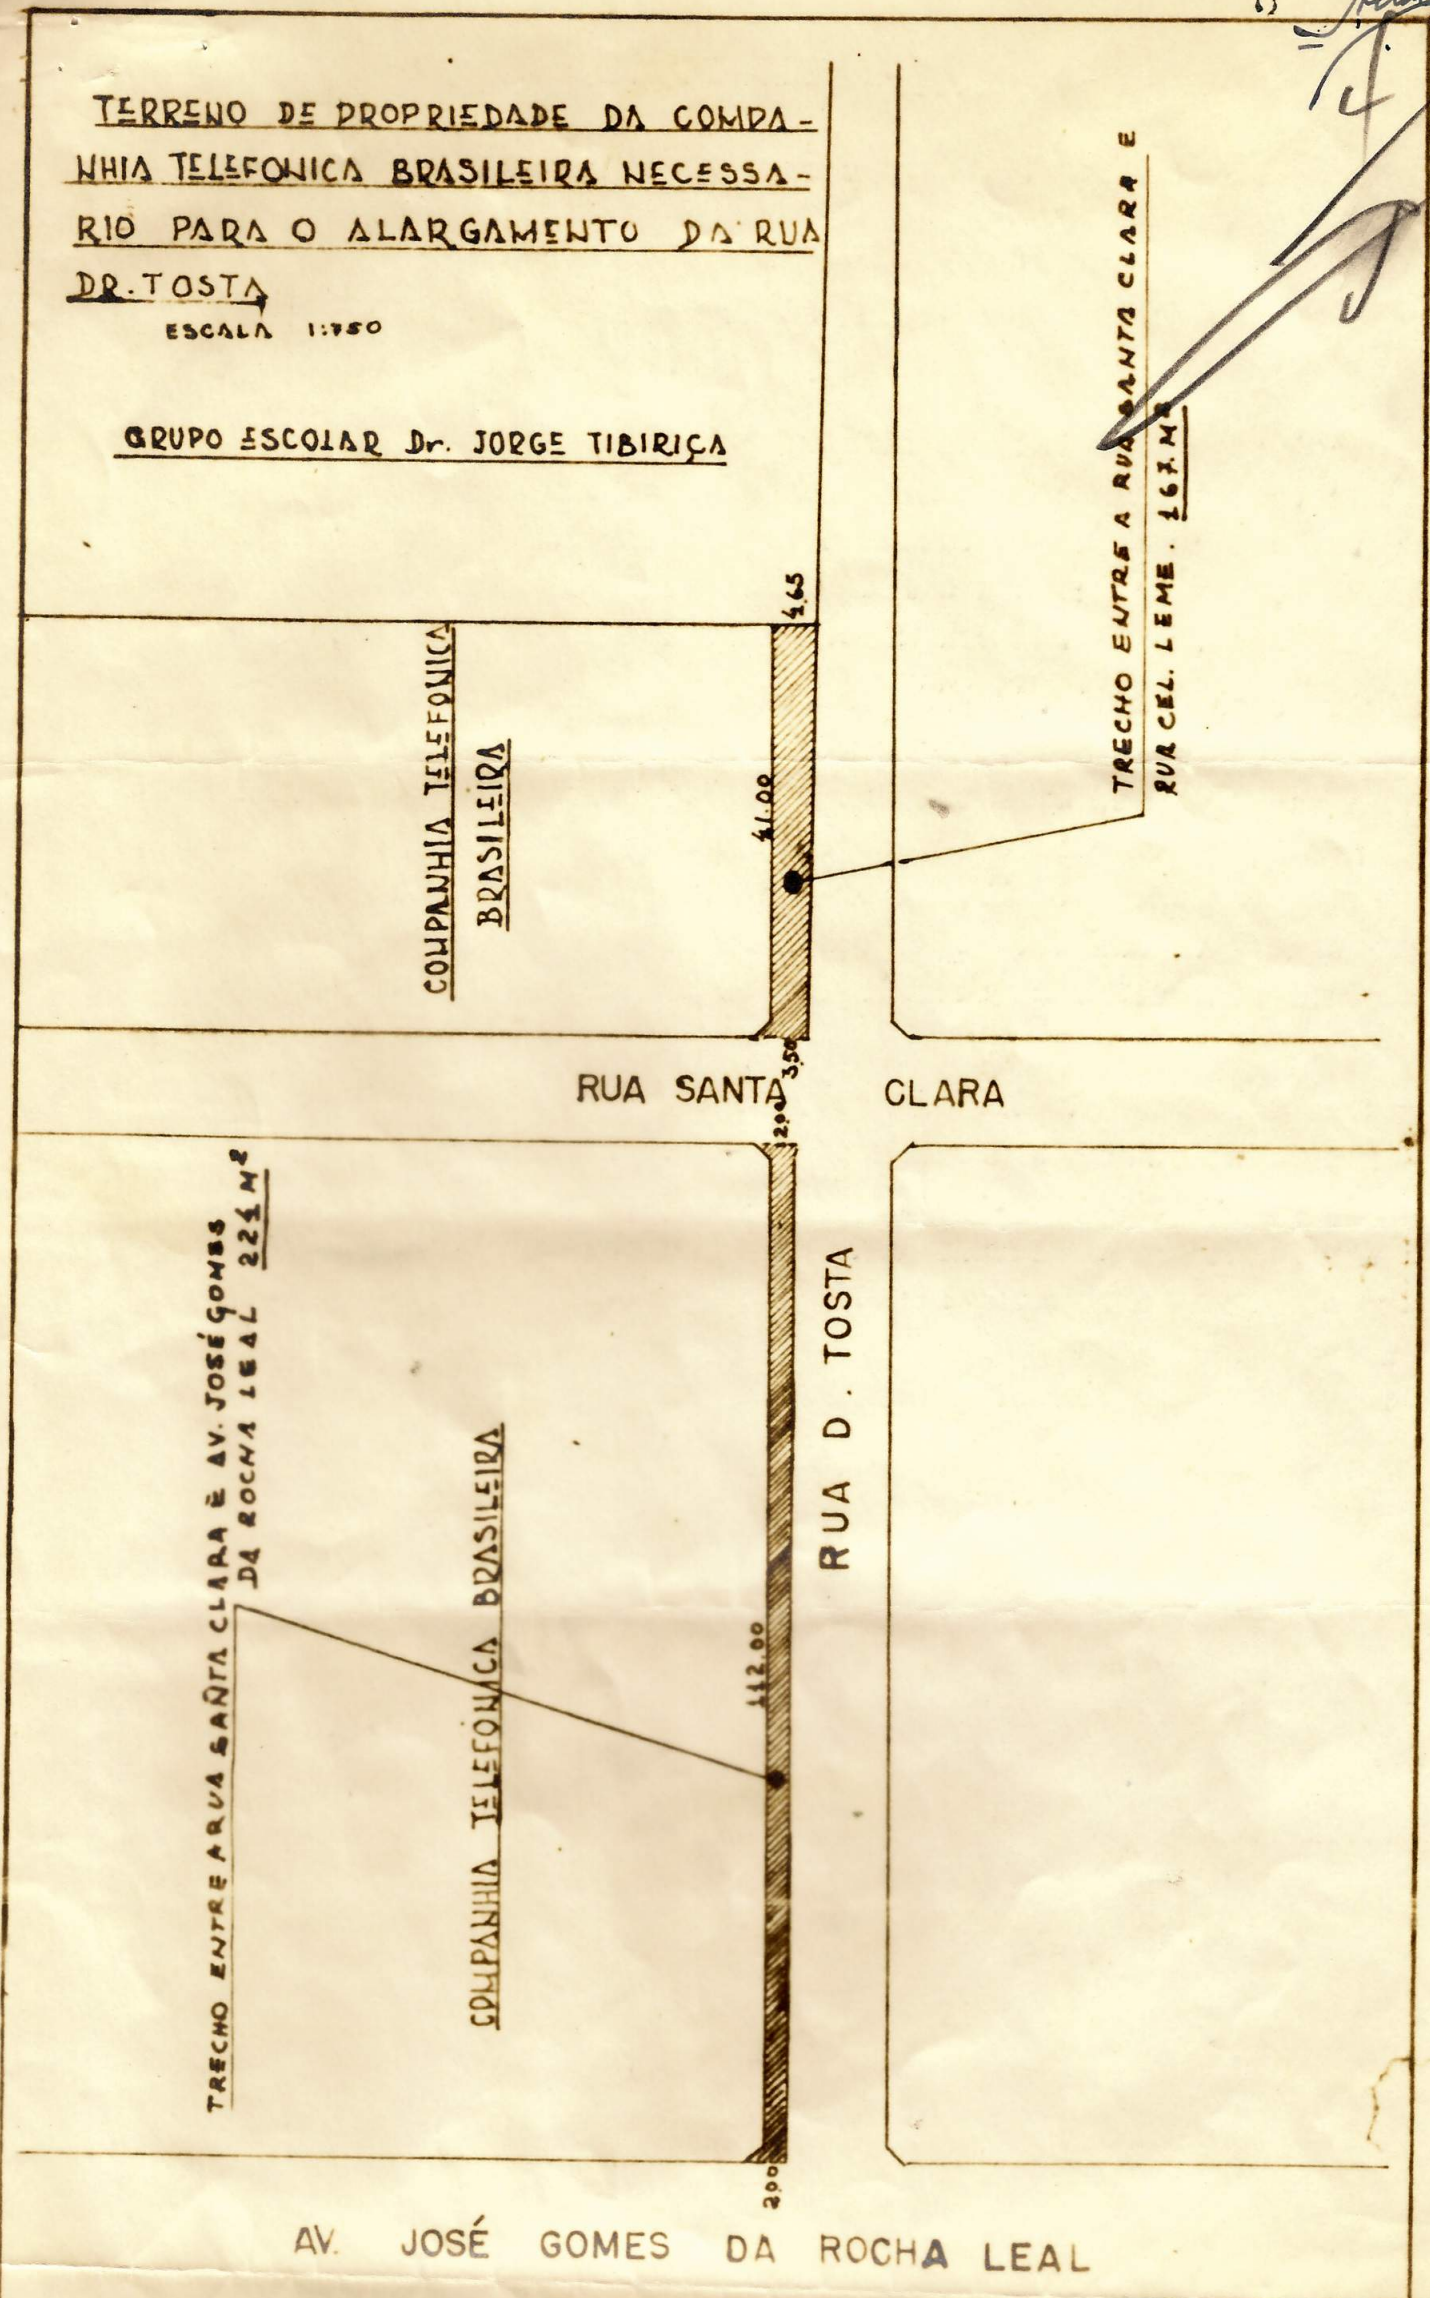 TERRENO DE PROPRIEDADE DA COMPA-
NHIA TELEFONICA BRASILEIRA NECESSA-
RIO PARA O ALARGAMENTO DA RUA
DR. TOSTA
ESCALA 1:750
GRUPO ESCOLAR Dr. JORGE TIBIRIÇA
TRECHO ENTRE A RUA SANTA CLARA E
RUA CEL. LEME. 167 M2
4,65
COMPANHIA TELEFONICA
BRASILEIRA
41.00
3,50
RUA SANTA CLARA
2,00
TRECHO ENTRE A RUA SANTA CLARA E AV. JOSÉ GOMES
DA ROCHA LEAL 224 M2
COMPANHIA TELEFONICA BRASILEIRA
112.00
RUA D. TOSTA
2,00
AV. JOSÉ GOMES DA ROCHA LEAL